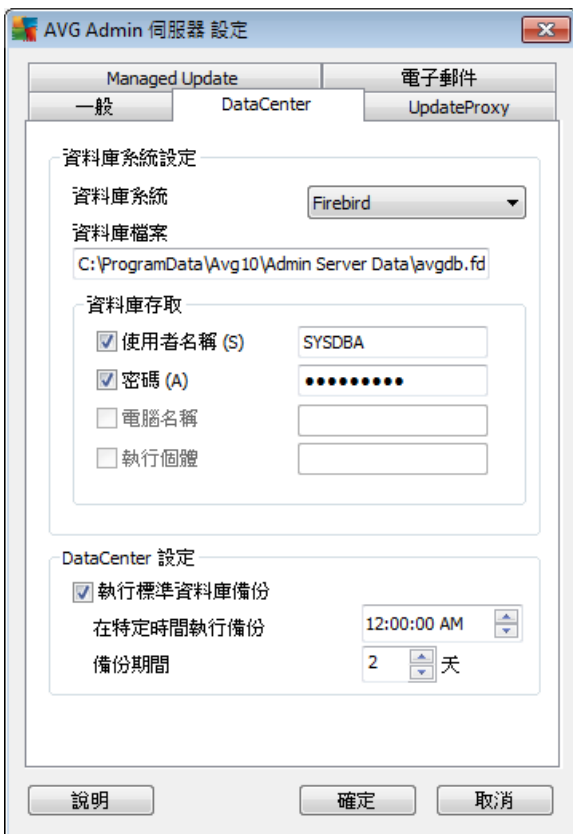 AVG Admin 伺服器 設定
Managed Update
電子郵件
一般
DataCenter
UpdateProxy
資料庫系統設定
資料庫系統
Firebird
資料庫檔案
C:\ProgramData\Avg10\Admin Server Data\avgdb.fd
資料庫存取
使用者名稱 (S)
SYSDBA
密碼 (A)
•••••••••
電腦名稱
執行個體
DataCenter 設定
執行標準資料庫備份
在特定時間執行備份
12:00:00 AM
備份期間
2
天
說明
確定
取消